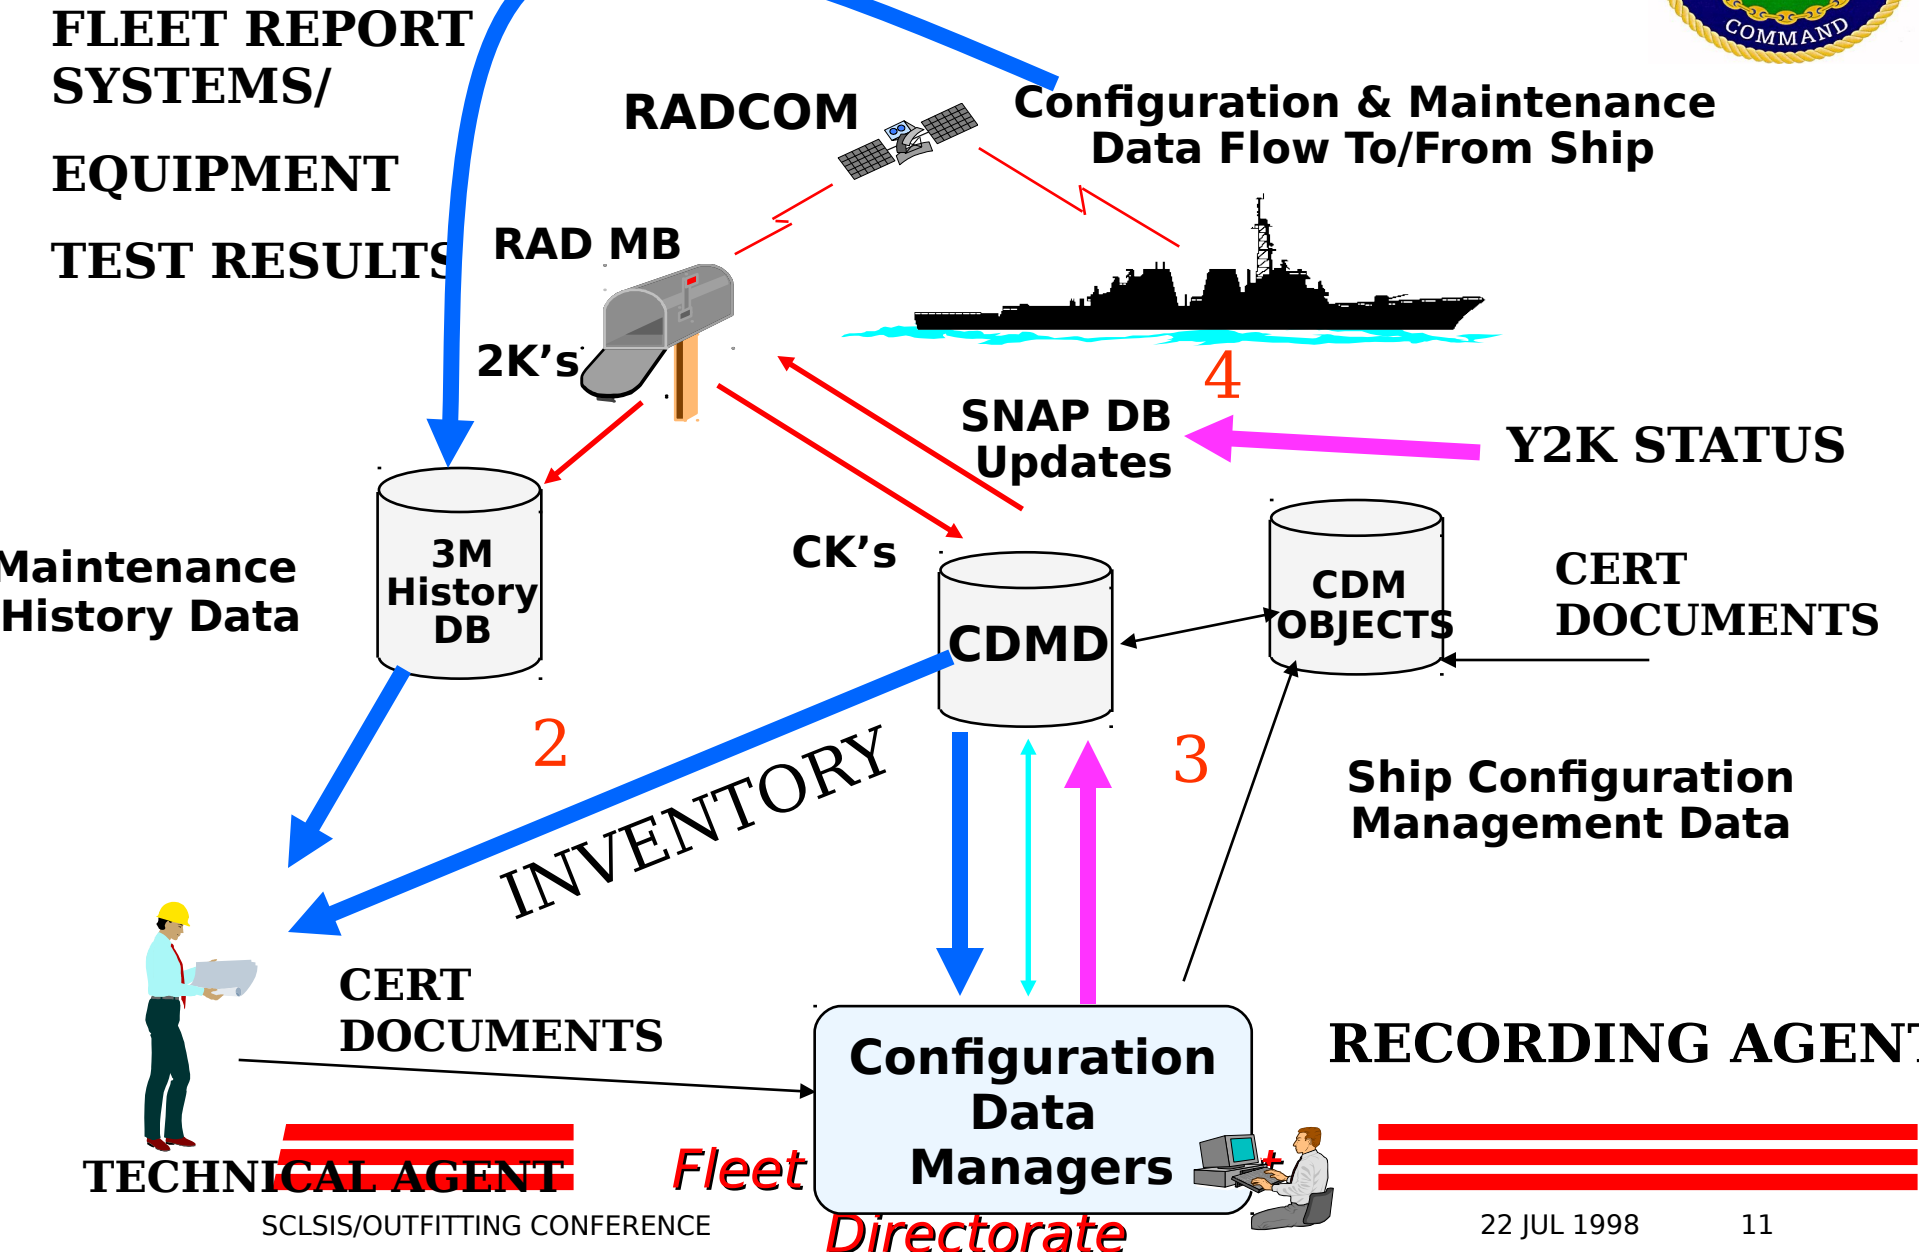 FLEET REPORT
SYSTEMS/
EQUIPMENT
TEST RESULTS
COMMAND
RADCOM
Configuration & Maintenance
Data Flow To/From Ship
RAD MB
2K’s
4
SNAP DB
Updates
Y2K STATUS
3M
History
DB
Maintenance
History Data
CK’s
CDMD
CDM
OBJECTS
CERT
DOCUMENTS
2
INVENTORY
3
Ship Configuration
Management Data
CERT
DOCUMENTS
Configuration
Data
Managers
RECORDING AGENT
TECHNICAL AGENT
Fleet
Directorate
SCLSIS/OUTFITTING CONFERENCE
22 JUL 1998
11